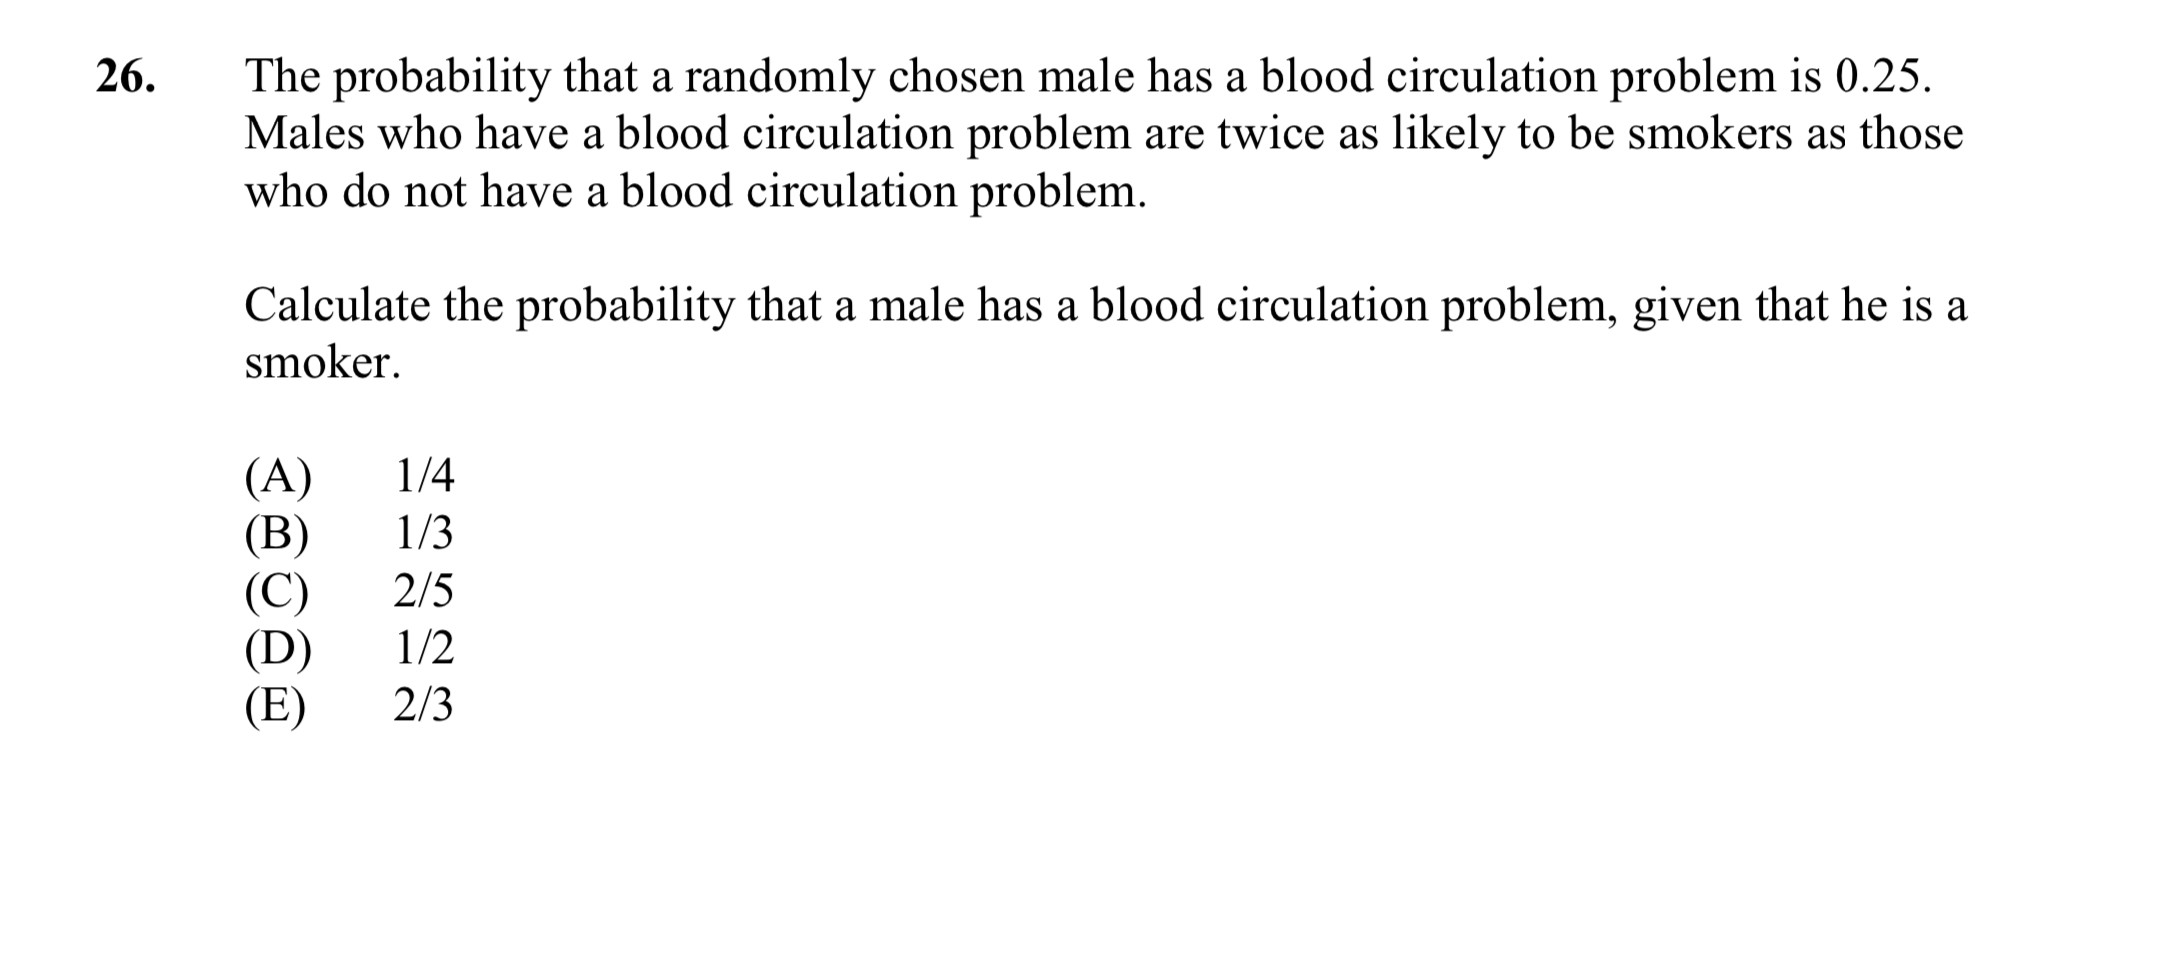 26. The probability that a randomly chosen male has a blood circulation problem is 0.25.
Males who have a blood circulation problem are twice as likely to be smokers as those
who do not have a blood circulation problem.
Calculate the probability that a male has a blood circulation problem, given that he is a
smoker.
(A) 1/4
(B) 1/3
(C) 2/5
(D) 1/2
(E) 2/3